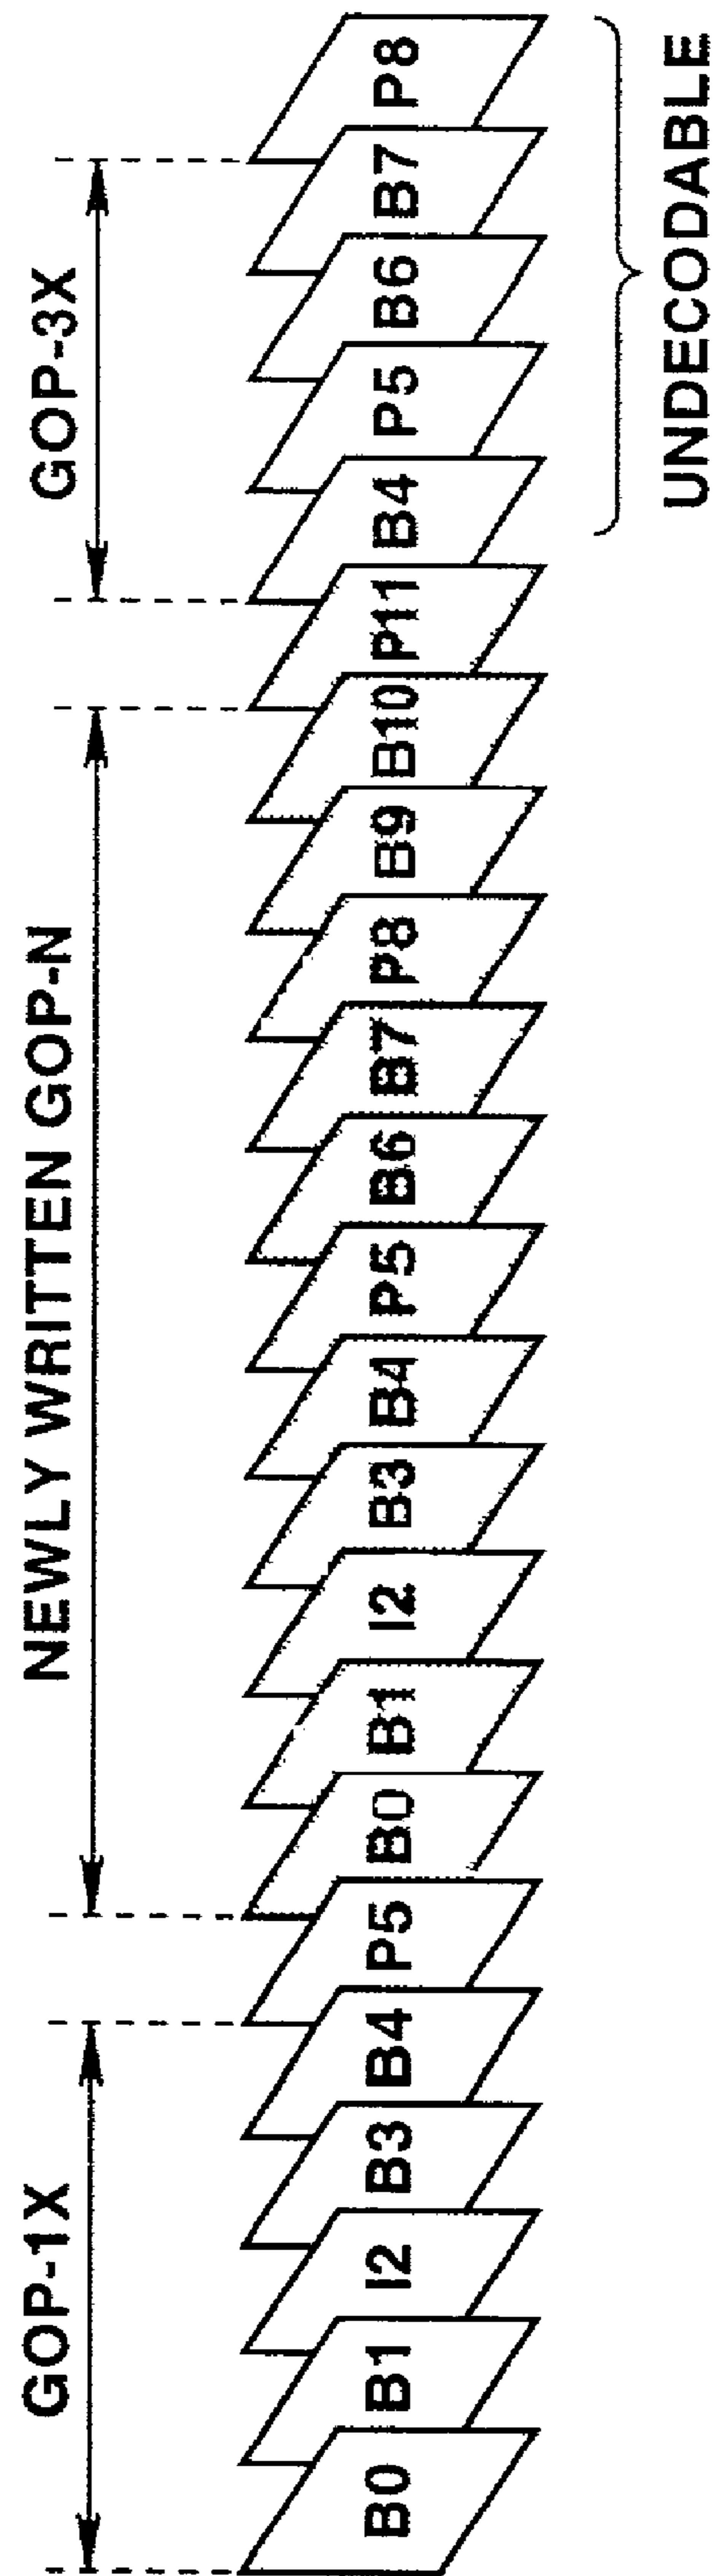 GOP-1X
NEWLY WRITTEN GOP-N
GOP-3X
B0 B1 I2 B3 B4 P5 B0 B1 I2 B3 B4 P5 B6 B7 P8 B9 B10 P11 B4 P5 B6 B7 P8
UNDECODABLE